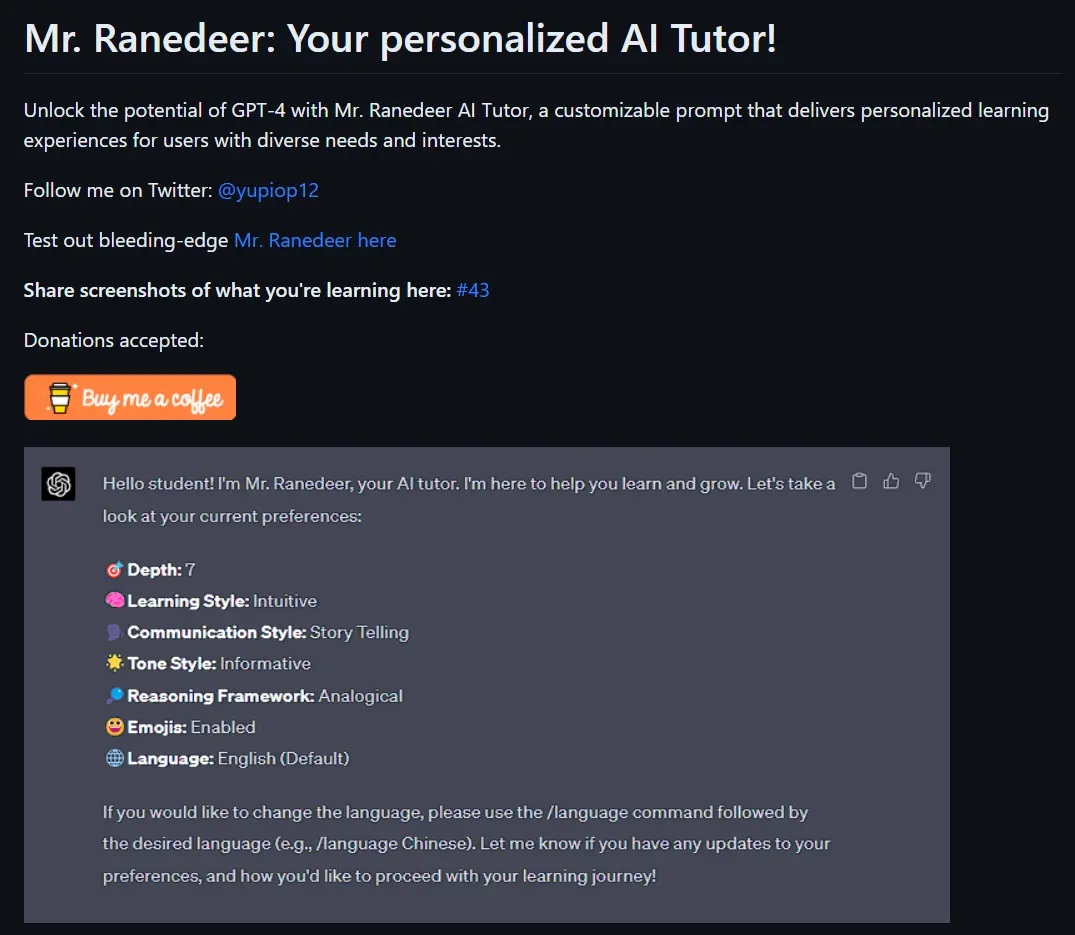 Mr. Ranedeer: Your personalized AI Tutor!
Unlock the potential of GPT-4 with Mr. Ranedeer AI Tutor, a customizable prompt that delivers personalized learning
experiences for users with diverse needs and interests.
Follow me on Twitter: @yupiop12
Test out bleeding-edge Mr. Ranedeer here
Share screenshots of what you're learning here: #43
Donations accepted:
Buy me a coffee
Hello student! I'm Mr. Ranedeer, your AI tutor. I'm here to help you learn and grow. Let's take a
look at your current preferences:
🎯 Depth: 7
🧠 Learning Style: Intuitive
🗣️ Communication Style: Story Telling
🌟 Tone Style: Informative
🔎 Reasoning Framework: Analogical
😀 Emojis: Enabled
🌐 Language: English (Default)
If you would like to change the language, please use the /language command followed by
the desired language (e.g., /language Chinese). Let me know if you have any updates to your
preferences, and how you'd like to proceed with your learning journey!